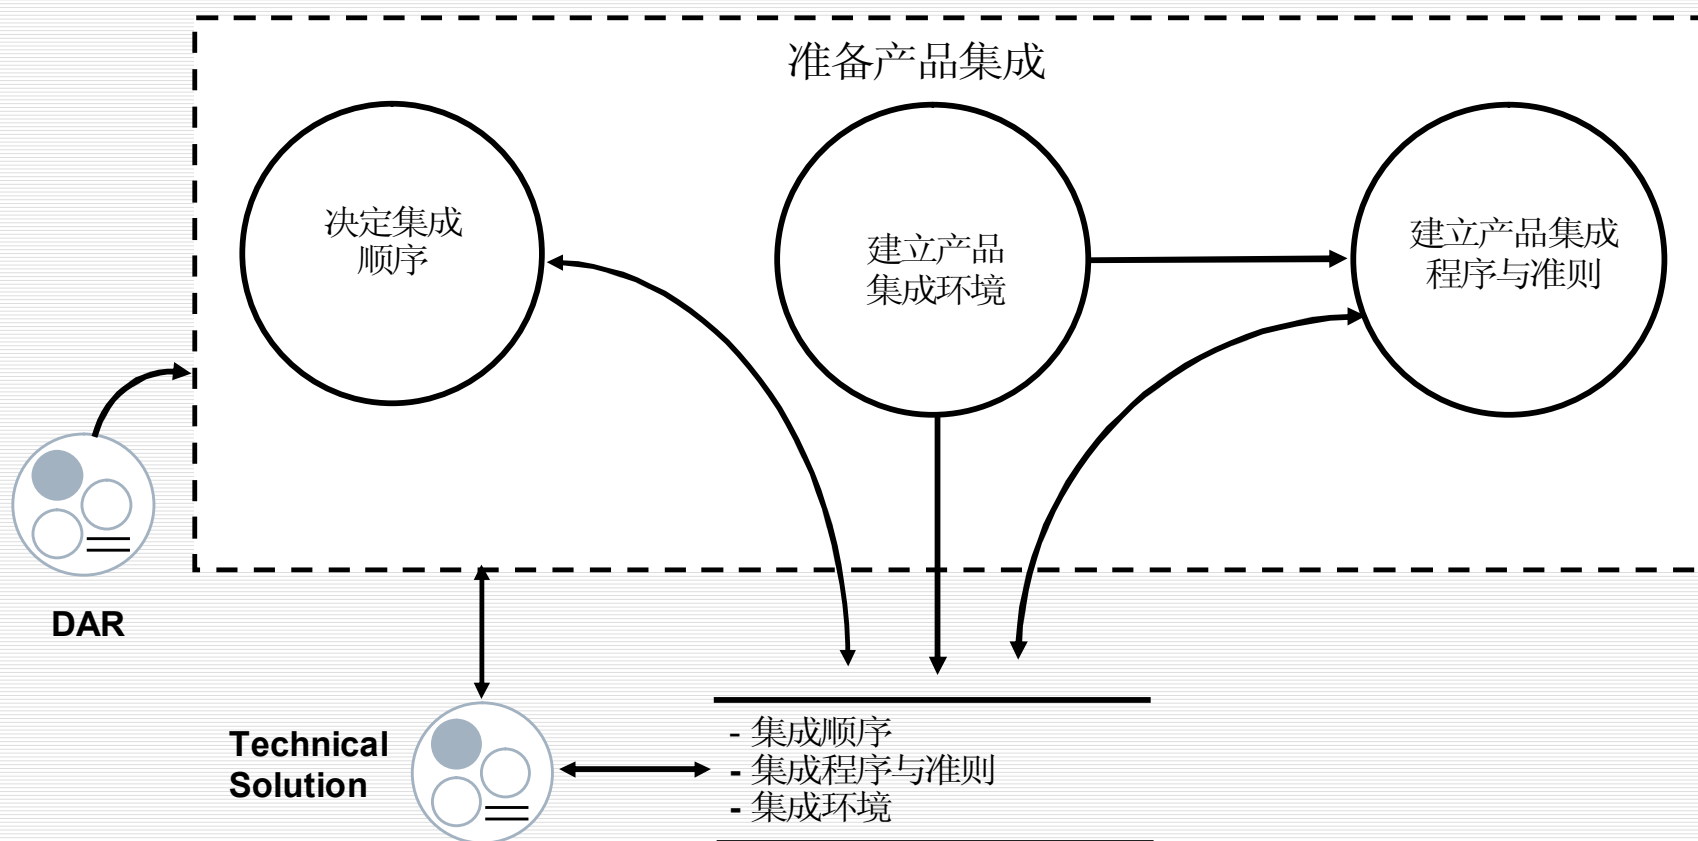 准备产品集成
决定集成
顺序
建立产品
集成环境
建立产品集成
程序与准则
DAR
Technical
Solution
- 集成顺序
- 集成程序与准则
- 集成环境